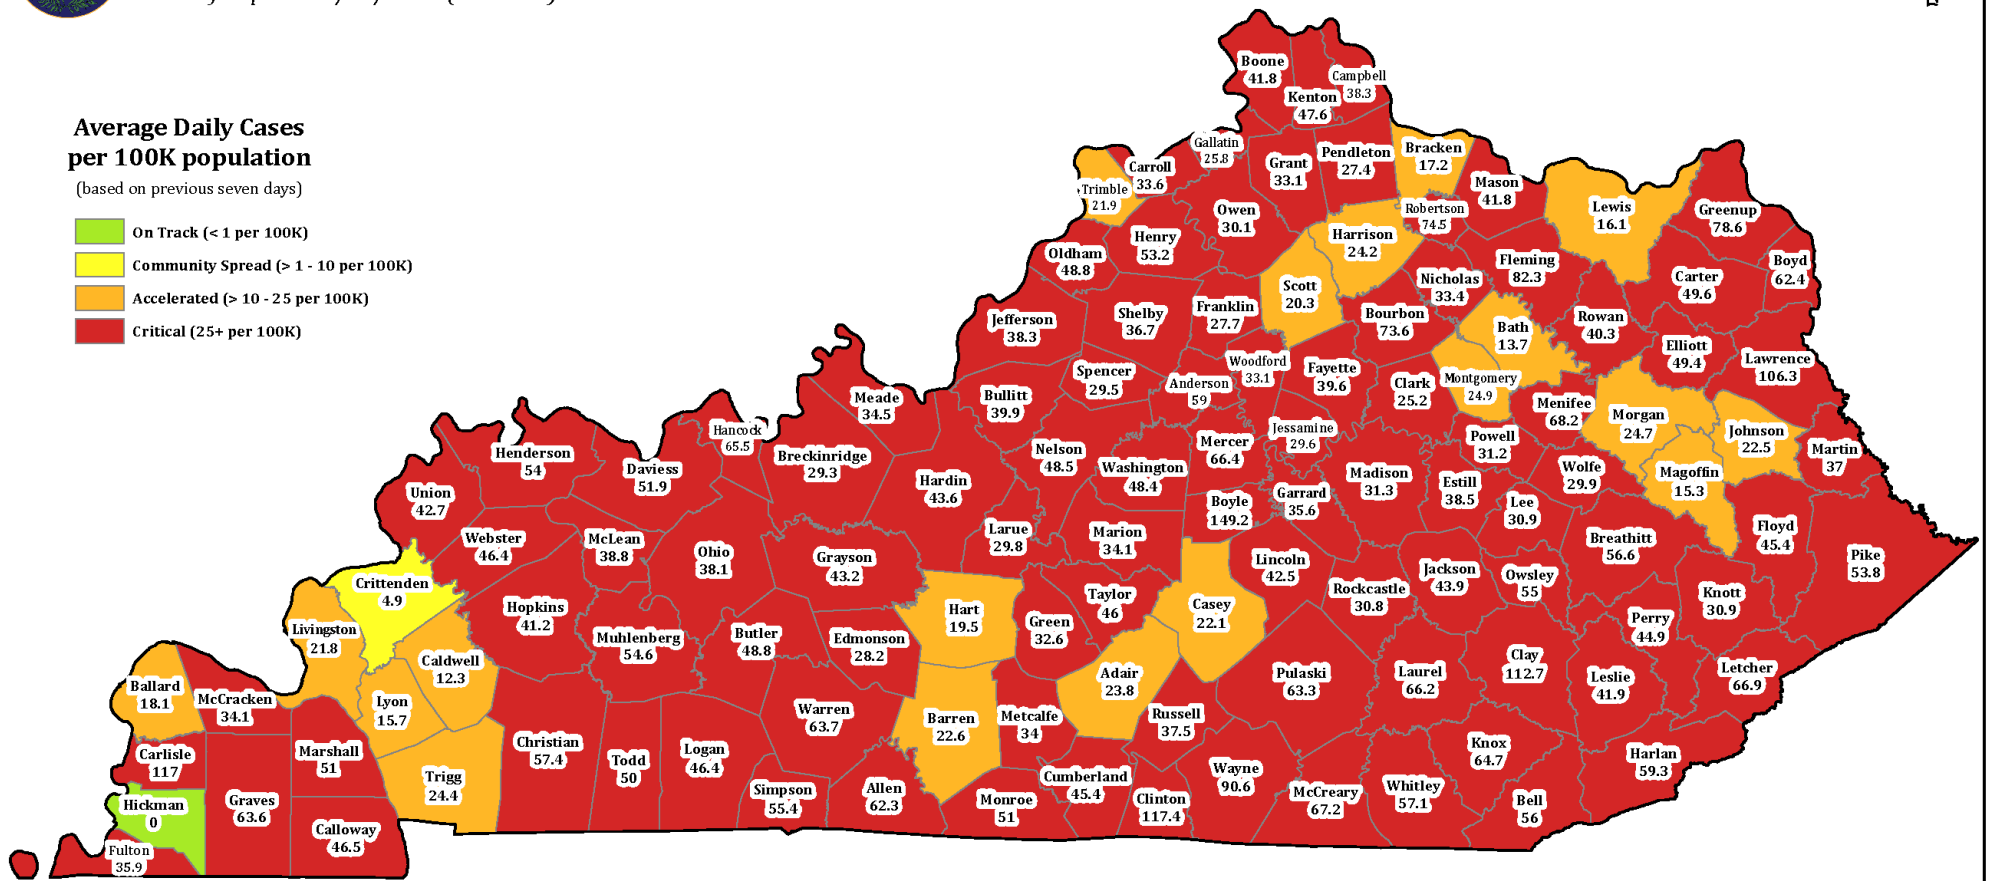 Average Daily Cases
per 100K population
(based on previous seven days)
On Track (< 1 per 100K)
Community Spread (> 1 - 10 per 100K)
Accelerated (> 10 - 25 per 100K)
Critical (25+ per 100K)
Boone
41.8
Campbell
38.3
Kenton
47.6
Gallatin
25.8
Carroll
33.6
Trimble
21.9
Grant
33.1
Pendleton
27.4
Bracken
17.2
Mason
41.8
Robertson
74.5
Lewis
16.1
Greenup
78.6
Owen
30.1
Henry
53.2
Oldham
48.8
Harrison
24.2
Nicholas
33.4
Fleming
82.3
Carter
49.6
Boyd
62.4
Scott
20.3
Franklin
27.7
Shelby
36.7
Jefferson
38.3
Bourbon
73.6
Bath
13.7
Rowan
40.3
Elliott
49.4
Lawrence
106.3
Woodford
33.1
Fayette
39.6
Clark
25.2
Montgomery
24.9
Menifee
68.2
Morgan
24.7
Johnson
22.5
Martin
37
Spencer
29.5
Anderson
59
Bullitt
39.9
Meade
34.5
Hancock
65.5
Breckinridge
29.3
Daviess
51.9
Henderson
54
Union
42.7
Nelson
48.5
Washington
48.4
Mercer
66.4
Jessamine
29.6
Madison
31.3
Powell
31.2
Estill
38.5
Wolfe
29.9
Magoffin
15.3
Hardin
43.6
Boyle
149.2
Garrard
35.6
Lee
30.9
Floyd
45.4
Pike
53.8
Webster
46.4
McLean
38.8
Ohio
38.1
Grayson
43.2
Larue
29.8
Marion
34.1
Breathitt
56.6
Crittenden
4.9
Lincoln
42.5
Rockcastle
30.8
Jackson
43.9
Owsley
55
Knott
30.9
Perry
44.9
Livingston
21.8
Hopkins
41.2
Muhlenberg
54.6
Butler
48.8
Edmonson
28.2
Hart
19.5
Green
32.6
Taylor
46
Casey
22.1
Caldwell
12.3
Adair
23.8
Pulaski
63.3
Laurel
66.2
Clay
112.7
Leslie
41.9
Letcher
66.9
Ballard
18.1
McCracken
34.1
Lyon
15.7
Warren
63.7
Barren
22.6
Metcalfe
34
Russell
37.5
Carlisle
117
Marshall
51
Christian
57.4
Todd
50
Logan
46.4
Knox
64.7
Harlan
59.3
Trigg
24.4
Simpson
55.4
Allen
62.3
Monroe
51
Cumberland
45.4
Clinton
117.4
Wayne
90.6
McCreary
67.2
Whitley
57.1
Bell
56
Hickman
0
Graves
63.6
Calloway
46.5
Fulton
35.9